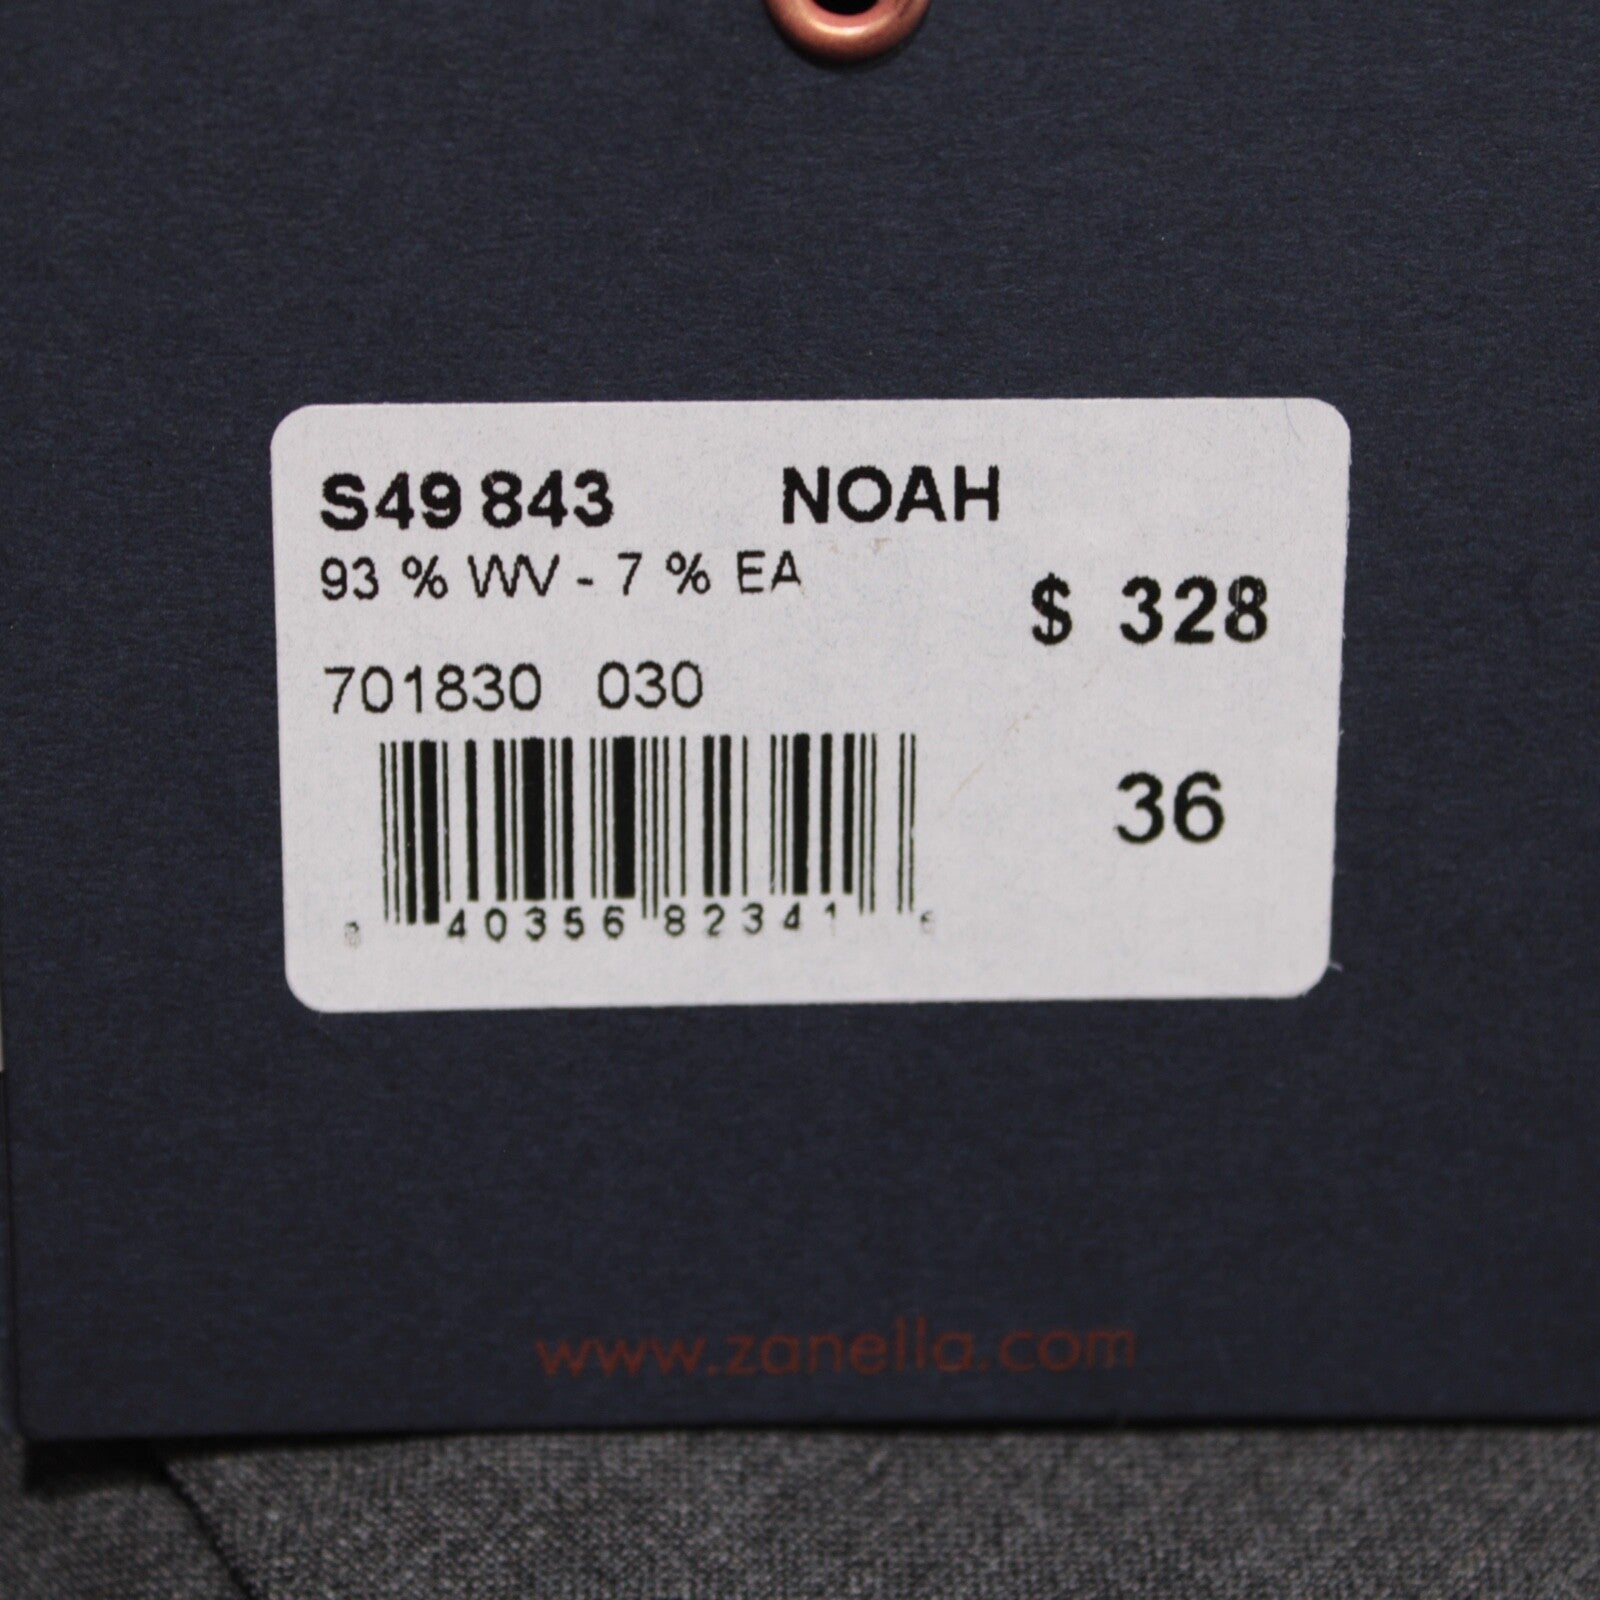 S49 843 NOAH
93 % WV - 7 % EA
$ 328
701830 030
36
8 40356 82341 6
www.zanella.com